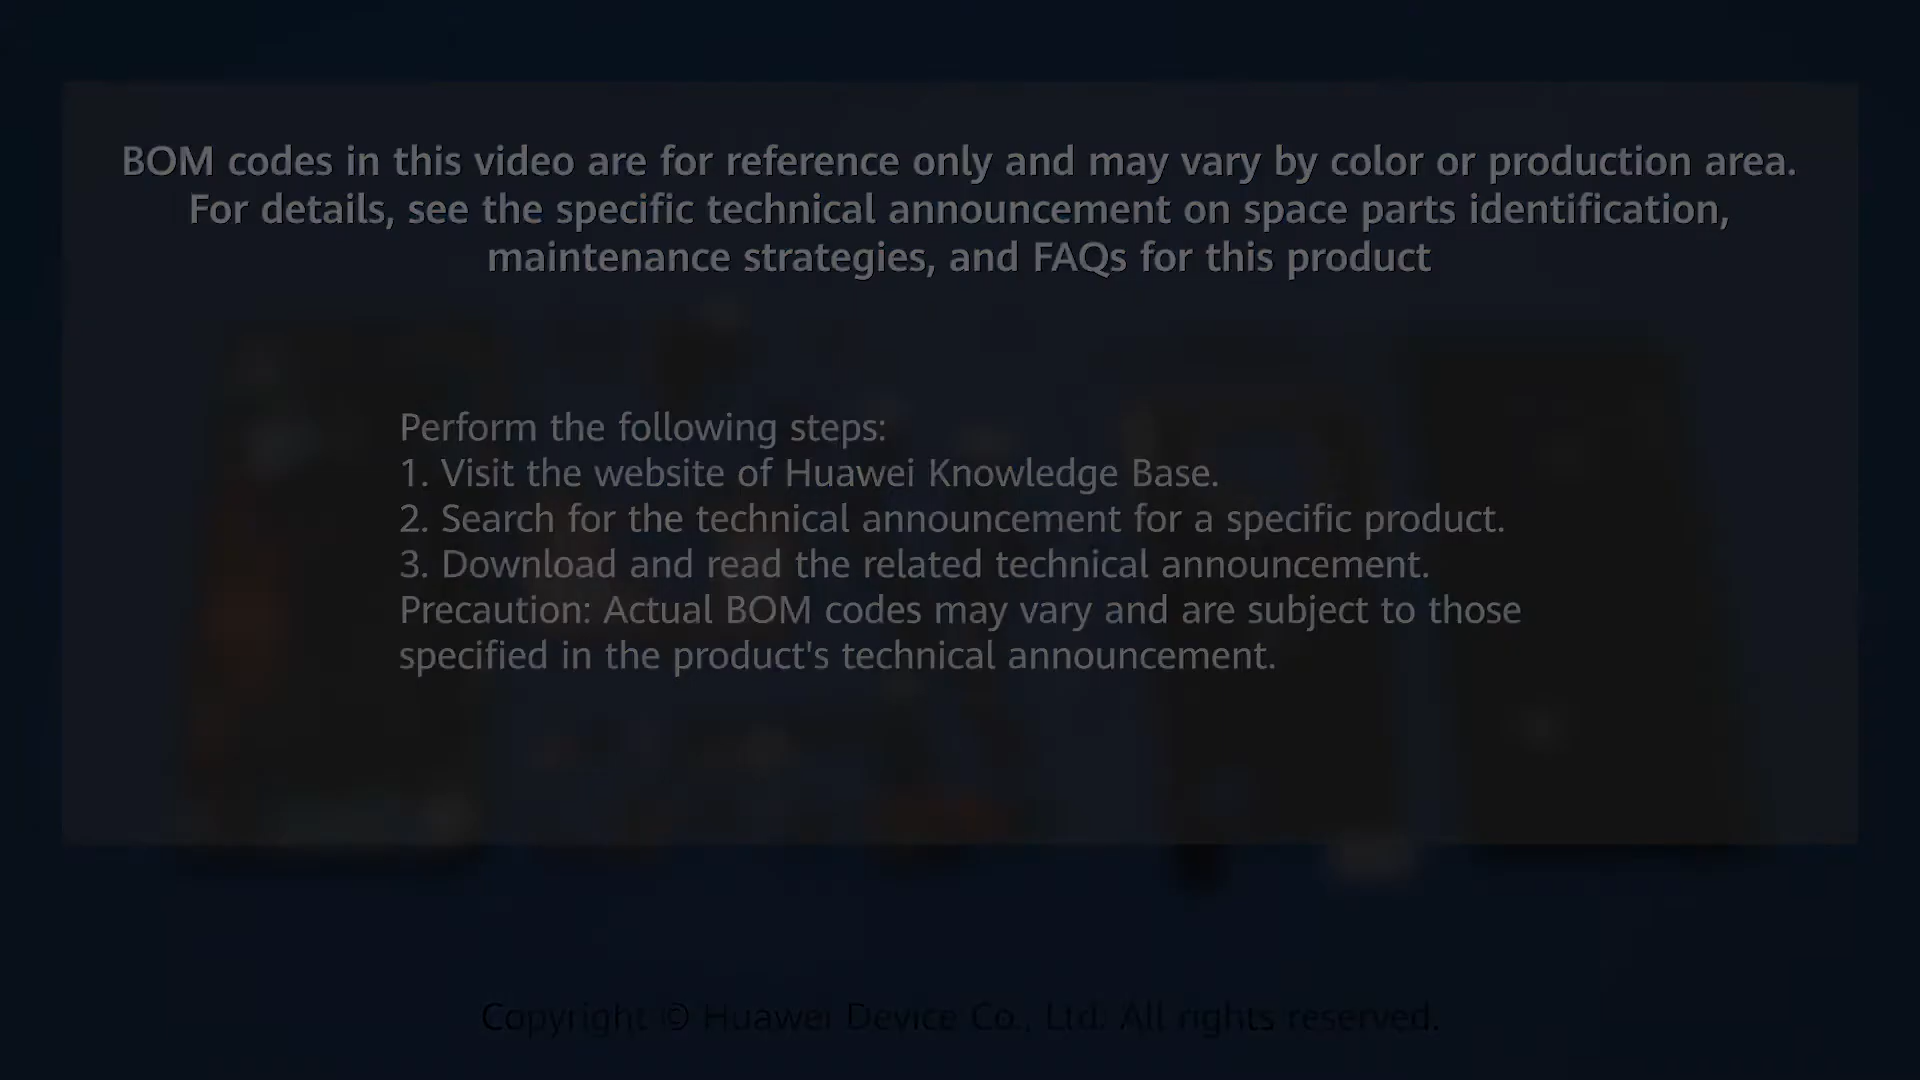 BOM codes in this video are for reference only and may vary by color or production area.
For details, see the specific technical announcement on space parts identification,
maintenance strategies, and FAQs for this product
Perform the following steps:
1. Visit the website of Huawei Knowledge Base.
2. Search for the technical announcement for a specific product.
3. Download and read the related technical announcement.
Precaution: Actual BOM codes may vary and are subject to those
specified in the product's technical announcement.
Copyright © Huawei Device Co., Ltd. All rights reserved.